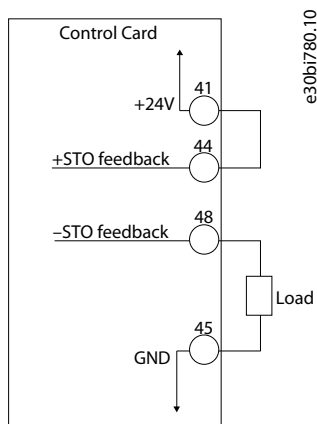 Control Card
e30bi780.10
41
+24V
44
+STO feedback
48
–STO feedback
Load
45
GND